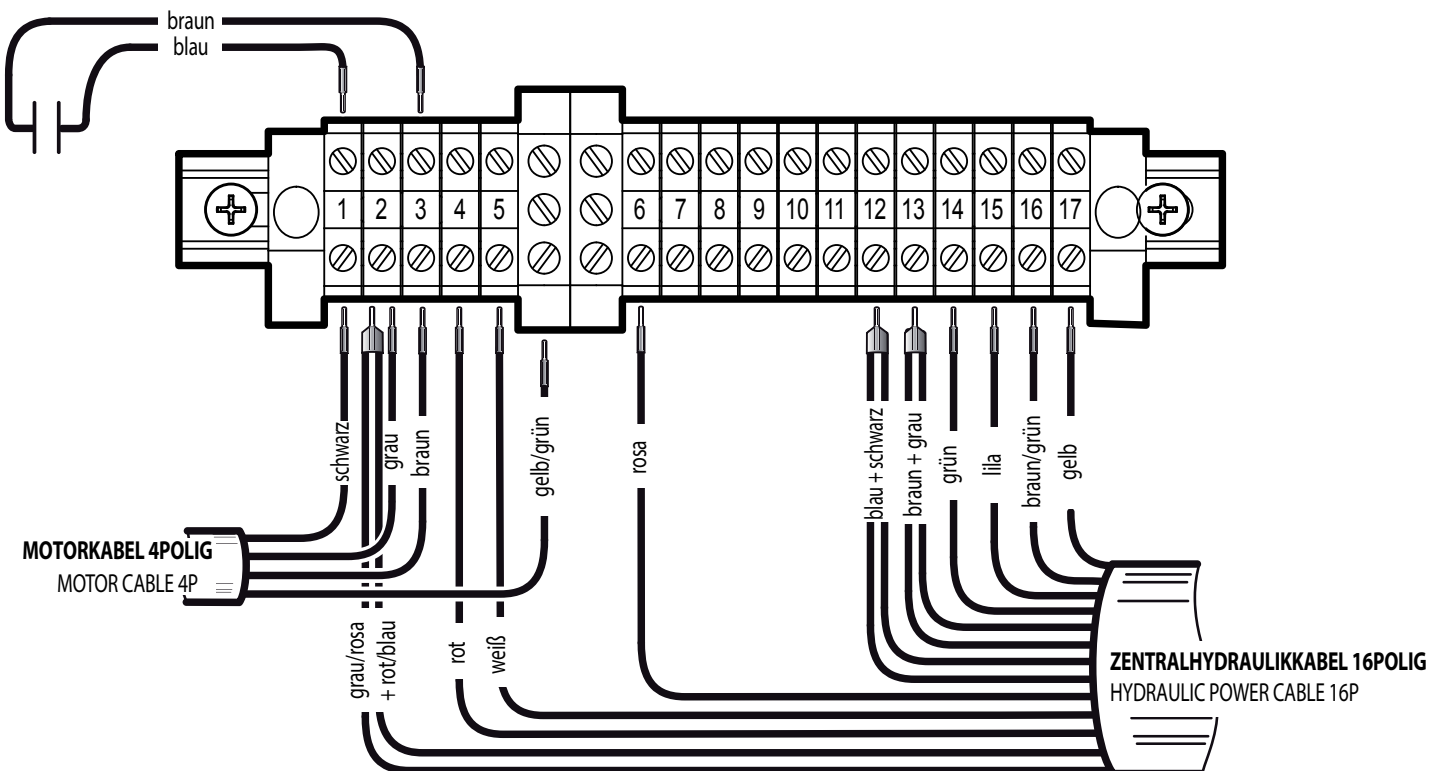 braun
blau
1 2 3 4 5 6 7 8 9 10 11 12 13 14 15 16 17
schwarz
grau
braun
gelb/grün
rosa
blau + schwarz
braun + grau
grün
lila
braun/grün
gelb
MOTORKABEL 4POLIG
MOTOR CABLE 4P
grau/rosa
+ rot/blau
rot
weiß
ZENTRALHYDRAULIKKABEL 16POLIG
HYDRAULIC POWER CABLE 16P